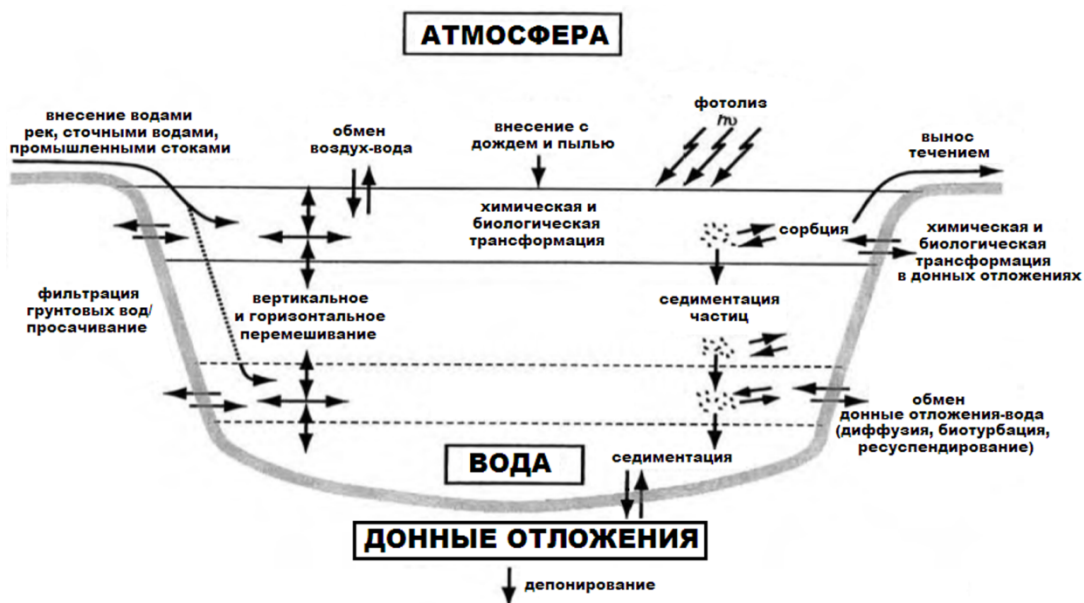 АТМОСФЕРА
внесение водами
рек, сточными водами,
промышленными стоками
обмен
воздух-вода
внесение с
дождем и пылью
фотолиз
hυ
вынос
течением
химическая и
биологическая
трансформация
сорбция
химическая и
биологическая
трансформация
в донных отложениях
фильтрация
грунтовых вод/
просачивание
вертикальное
и горизонтальное
перемешивание
седиментация
частиц
обмен
донные отложения-вода
(диффузия, биотурбация,
ресуспендирование)
ВОДА
седиментация
ДОННЫЕ ОТЛОЖЕНИЯ
депонирование